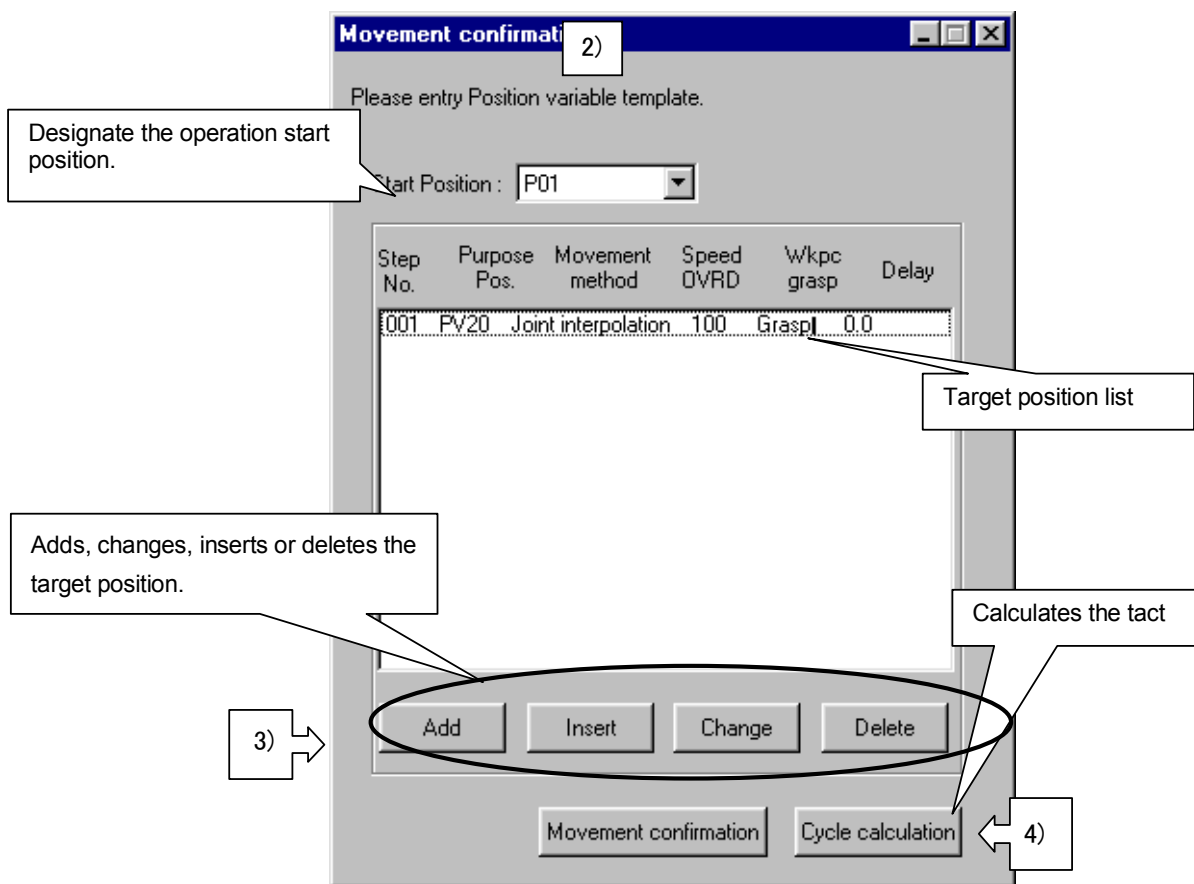 Movement confirmati
2)
Please entry Position variable template.
Designate the operation start
position.
Start Position : P01
Step No.
Purpose Pos.
Movement method
Speed OVRD
Wkpc grasp
Delay
001 PV20 Joint interpolation 100 Grasp 0.0
Target position list
Adds, changes, inserts or deletes the
target position.
Calculates the tact
3)
Add Insert Change Delete
Movement confirmation Cycle calculation
4)